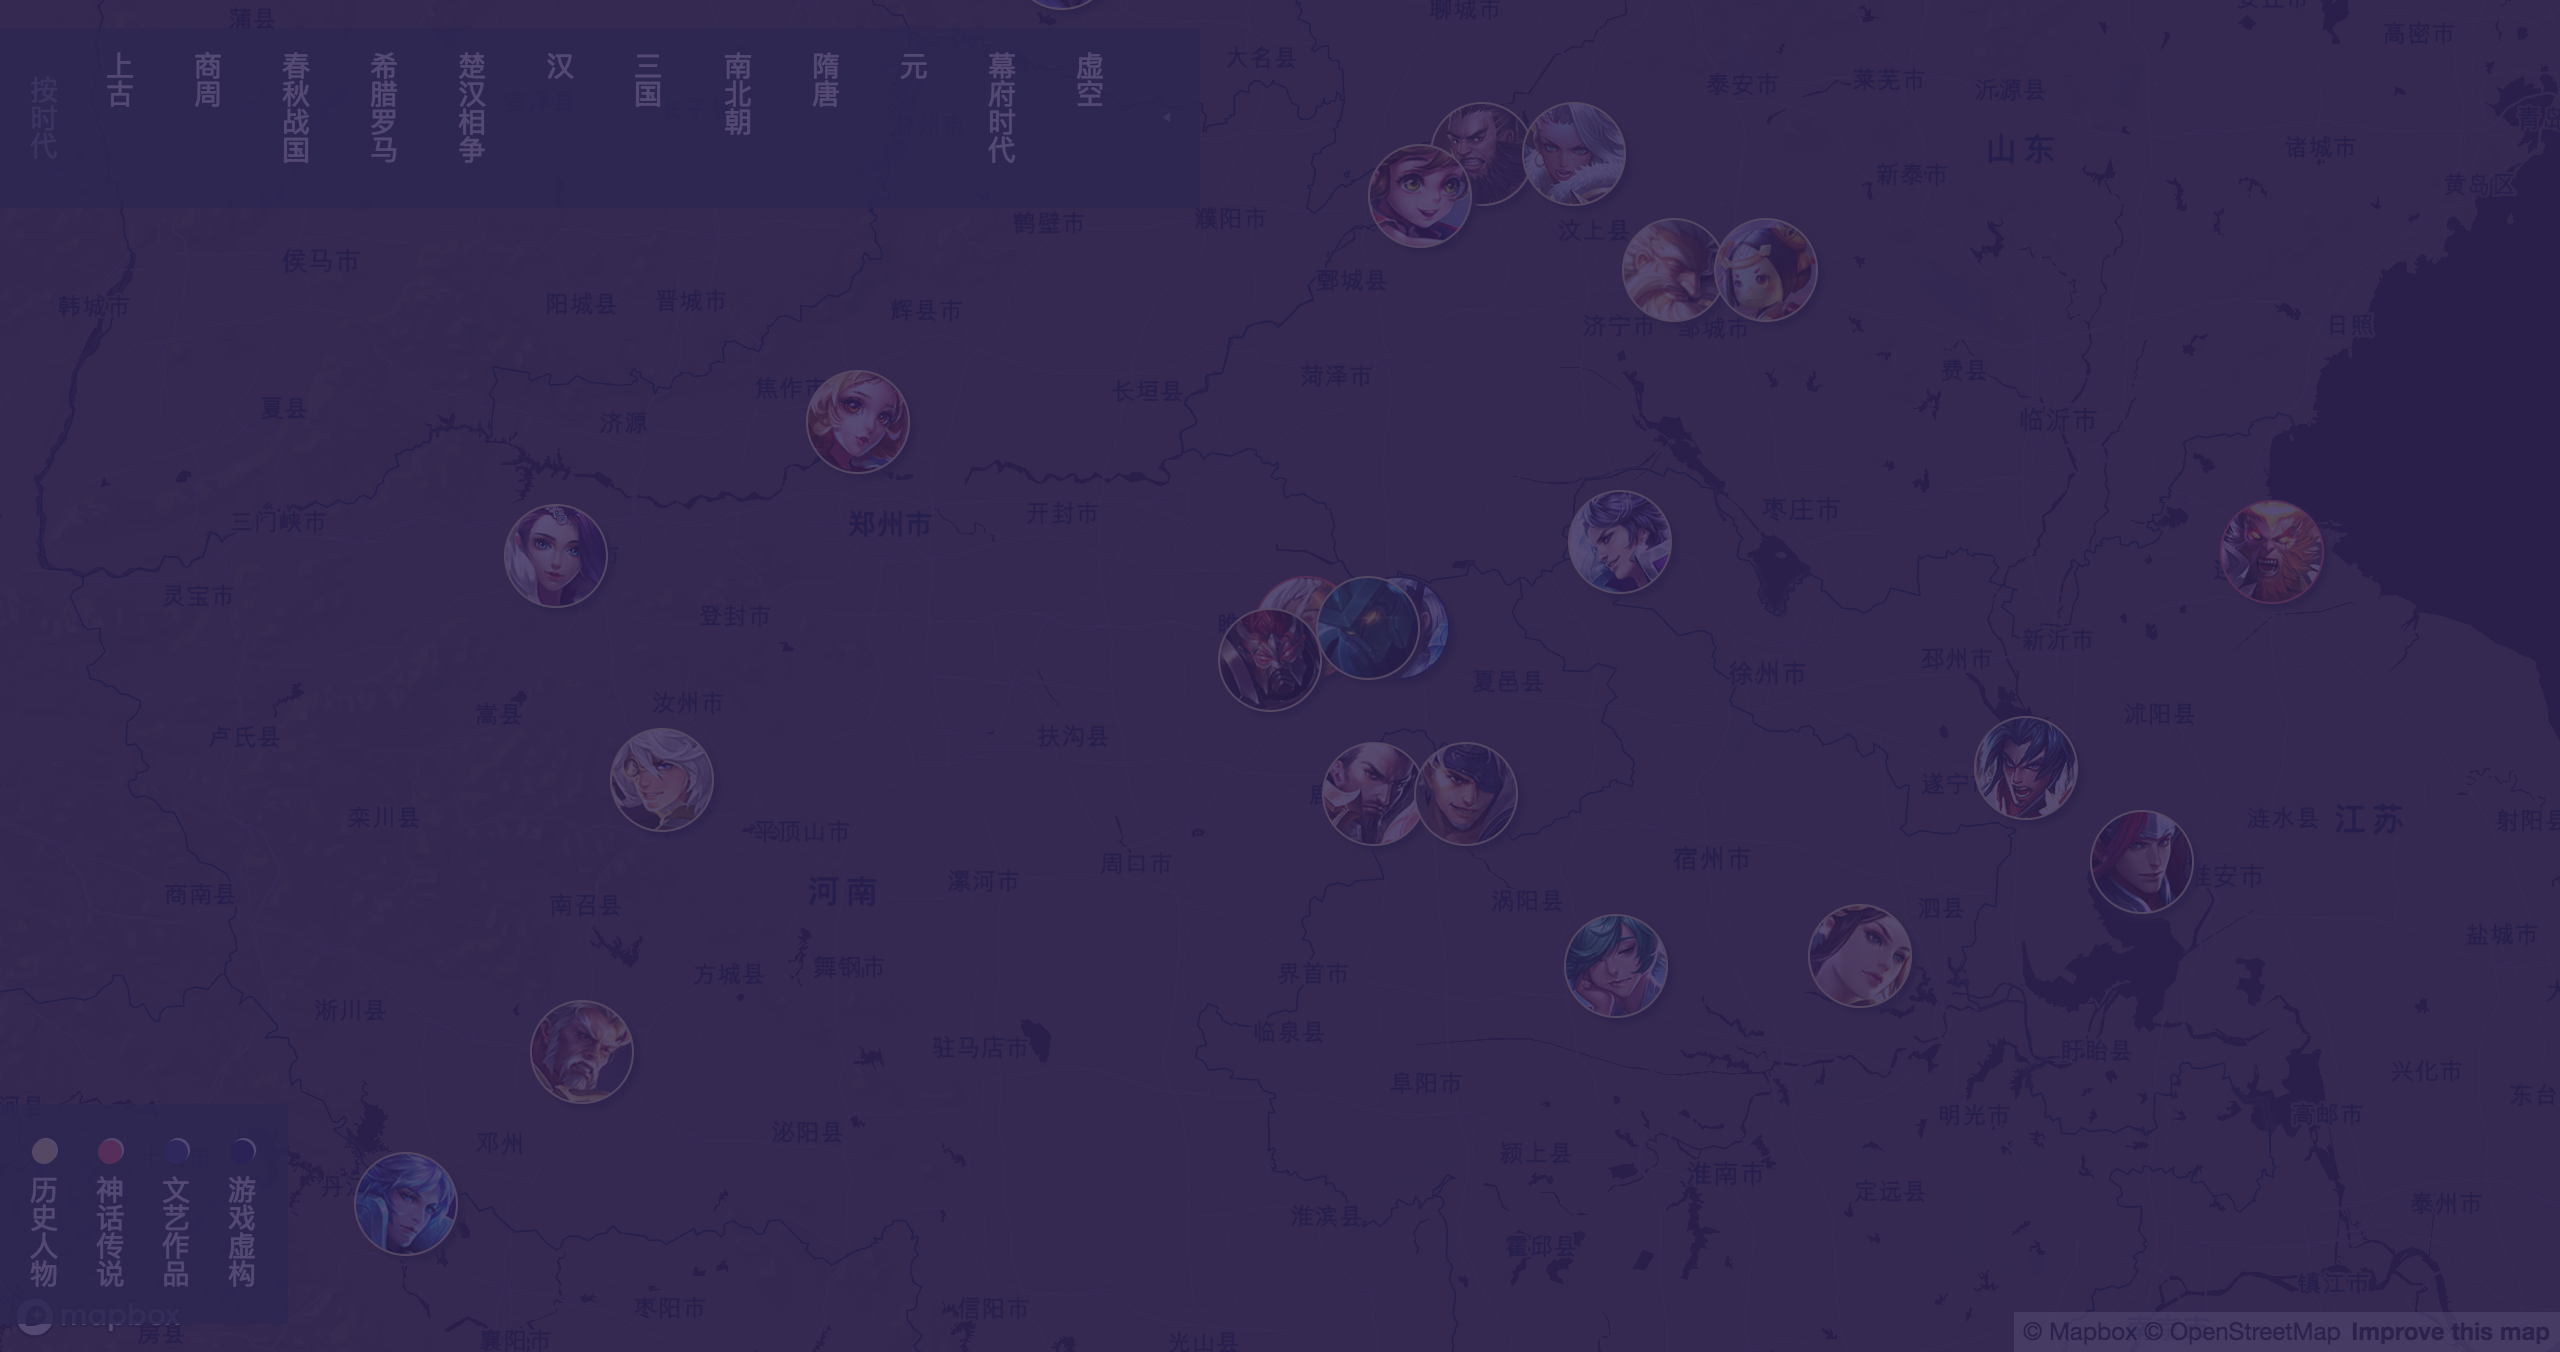 蒲县
聊城市
大名县
高密市
泰安市
莱芜市
沂源县
按时代
上古
商周
春秋战国
希腊罗马
楚汉相争
汉
三国
南北朝
隋唐
元
幕府时代
虚空
山东
诸城市
新泰市
黄岛区
鹤壁市
濮阳市
汶上县
侯马市
鄄城县
韩城市
阳城县
晋城市
辉县市
济宁市
邹城市
日照
焦作市
长垣县
菏泽市
费县
夏县
济源
临沂市
三门峡市
郑州市
开封市
枣庄市
灵宝市
登封市
新沂市
邳州市
徐州市
夏邑县
汝州市
嵩县
沭阳县
卢氏县
扶沟县
遂宁
栾川县
平顶山市
涟水县
江苏
射阳县
周口市
宿州市
商南县
南召县
河南
漯河市
涡阳县
泗县
淮安市
盐城市
方城县
舞钢市
界首市
淅川县
临泉县
驻马店市
盱眙县
阜阳市
兴化市
东台
明光市
高邮市
邓州
泌阳县
颍上县
淮南市
定远县
泰州市
淮滨县
霍邱县
镇江市
历史人物
神话传说
文艺作品
游戏虚构
枣阳市
信阳市
mapbox
房县
襄阳市
光山县
© Mapbox © OpenStreetMap Improve this map